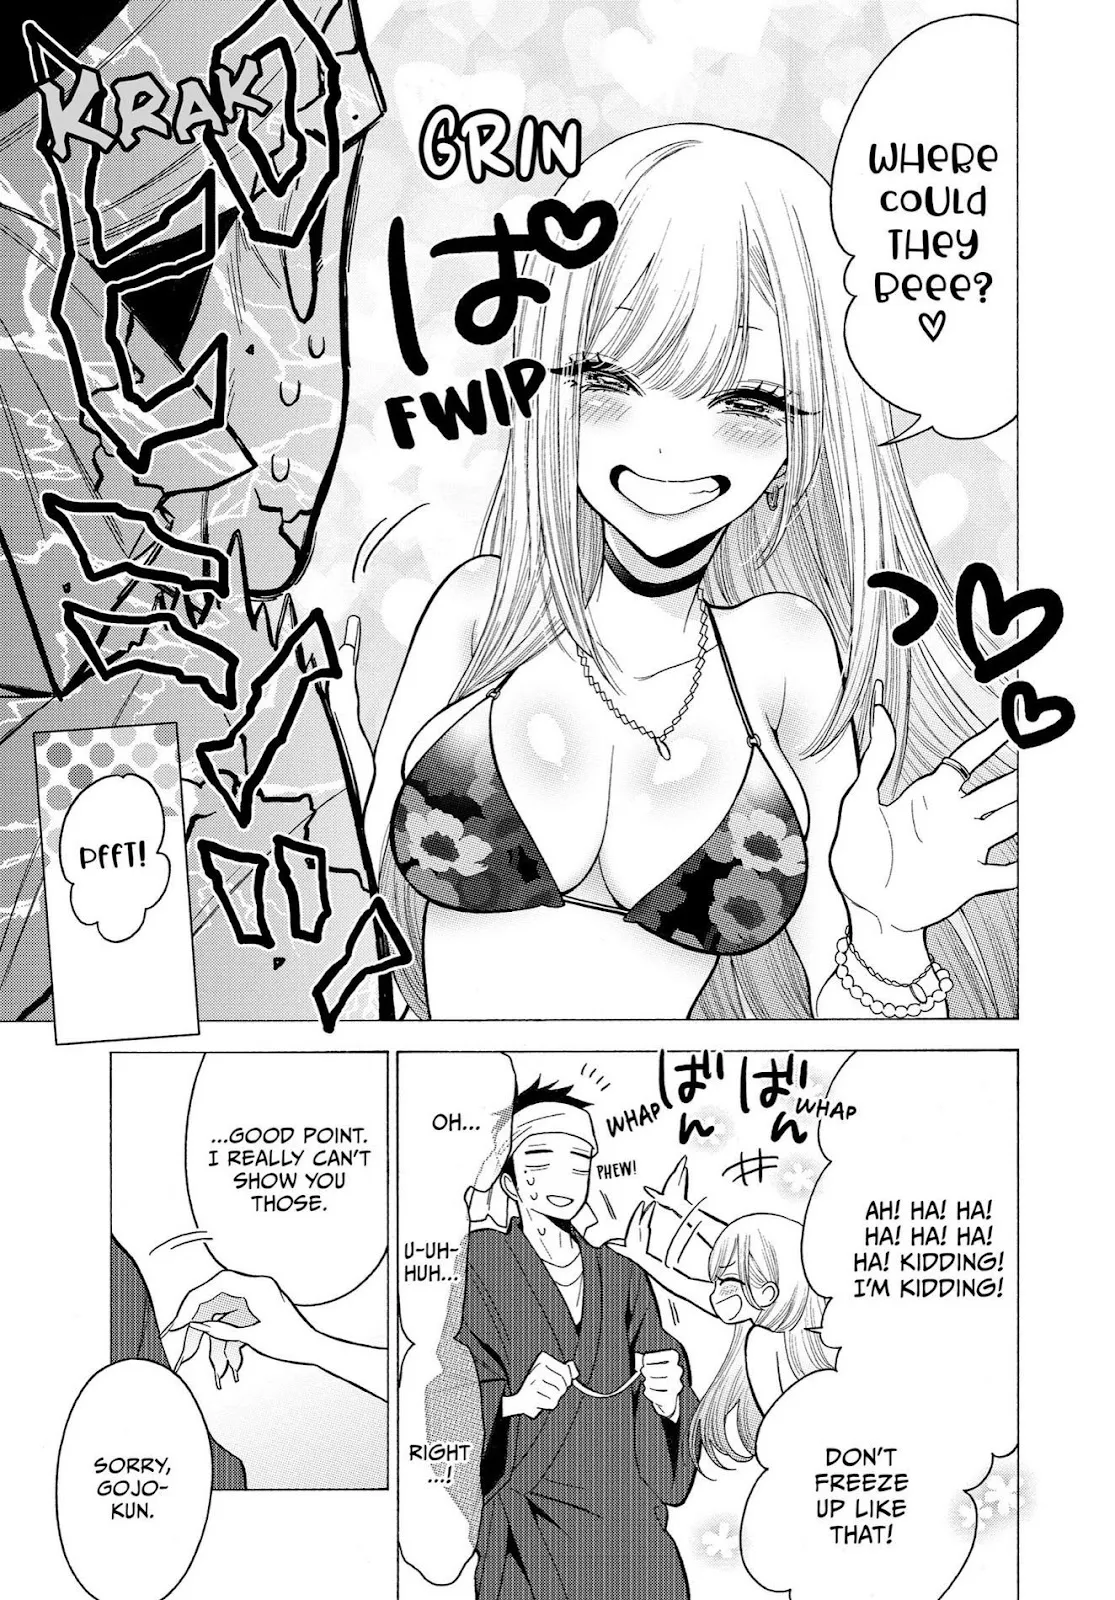 WHERE
COULD
THEY
BEEE?
♡
GRIN
ぱ
FWIP
っ
KRAK
PFFT!
AH! HA! HA!
HA! HA! HA!
HA! KIDDING!
I'M KIDDING!
DON'T
FREEZE
UP LIKE
THAT!
ばん
WHAP
ばん
WHAP
PHEW!
OH...
U-UH-
HUH...
RIGHT
...!
...GOOD POINT.
I REALLY CAN'T
SHOW YOU
THOSE.
SORRY,
GOJO-
KUN.